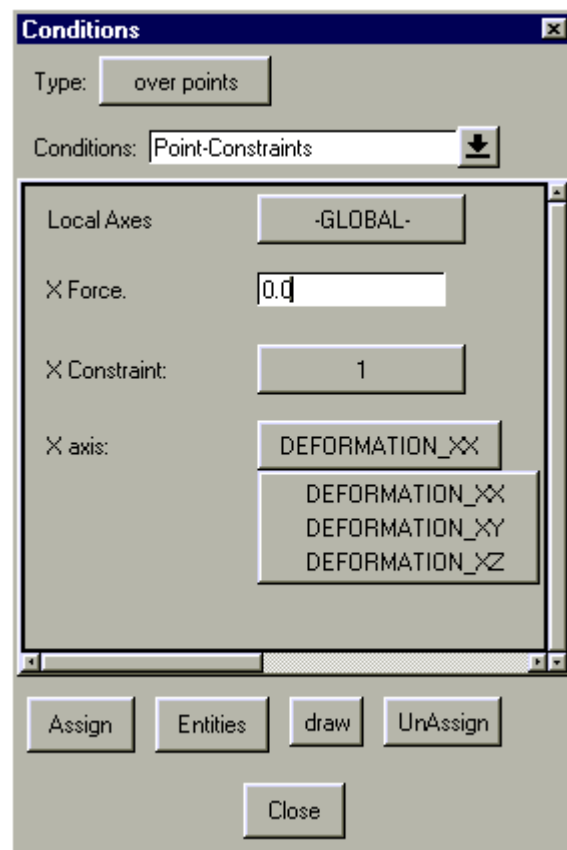 Conditions
Type: over points
Conditions: Point-Constraints
Local Axes -GLOBAL-
X Force. 0.0
X Constraint: 1
X axis: DEFORMATION_XX
DEFORMATION_XX
DEFORMATION_XY
DEFORMATION_XZ
Assign Entities draw UnAssign
Close